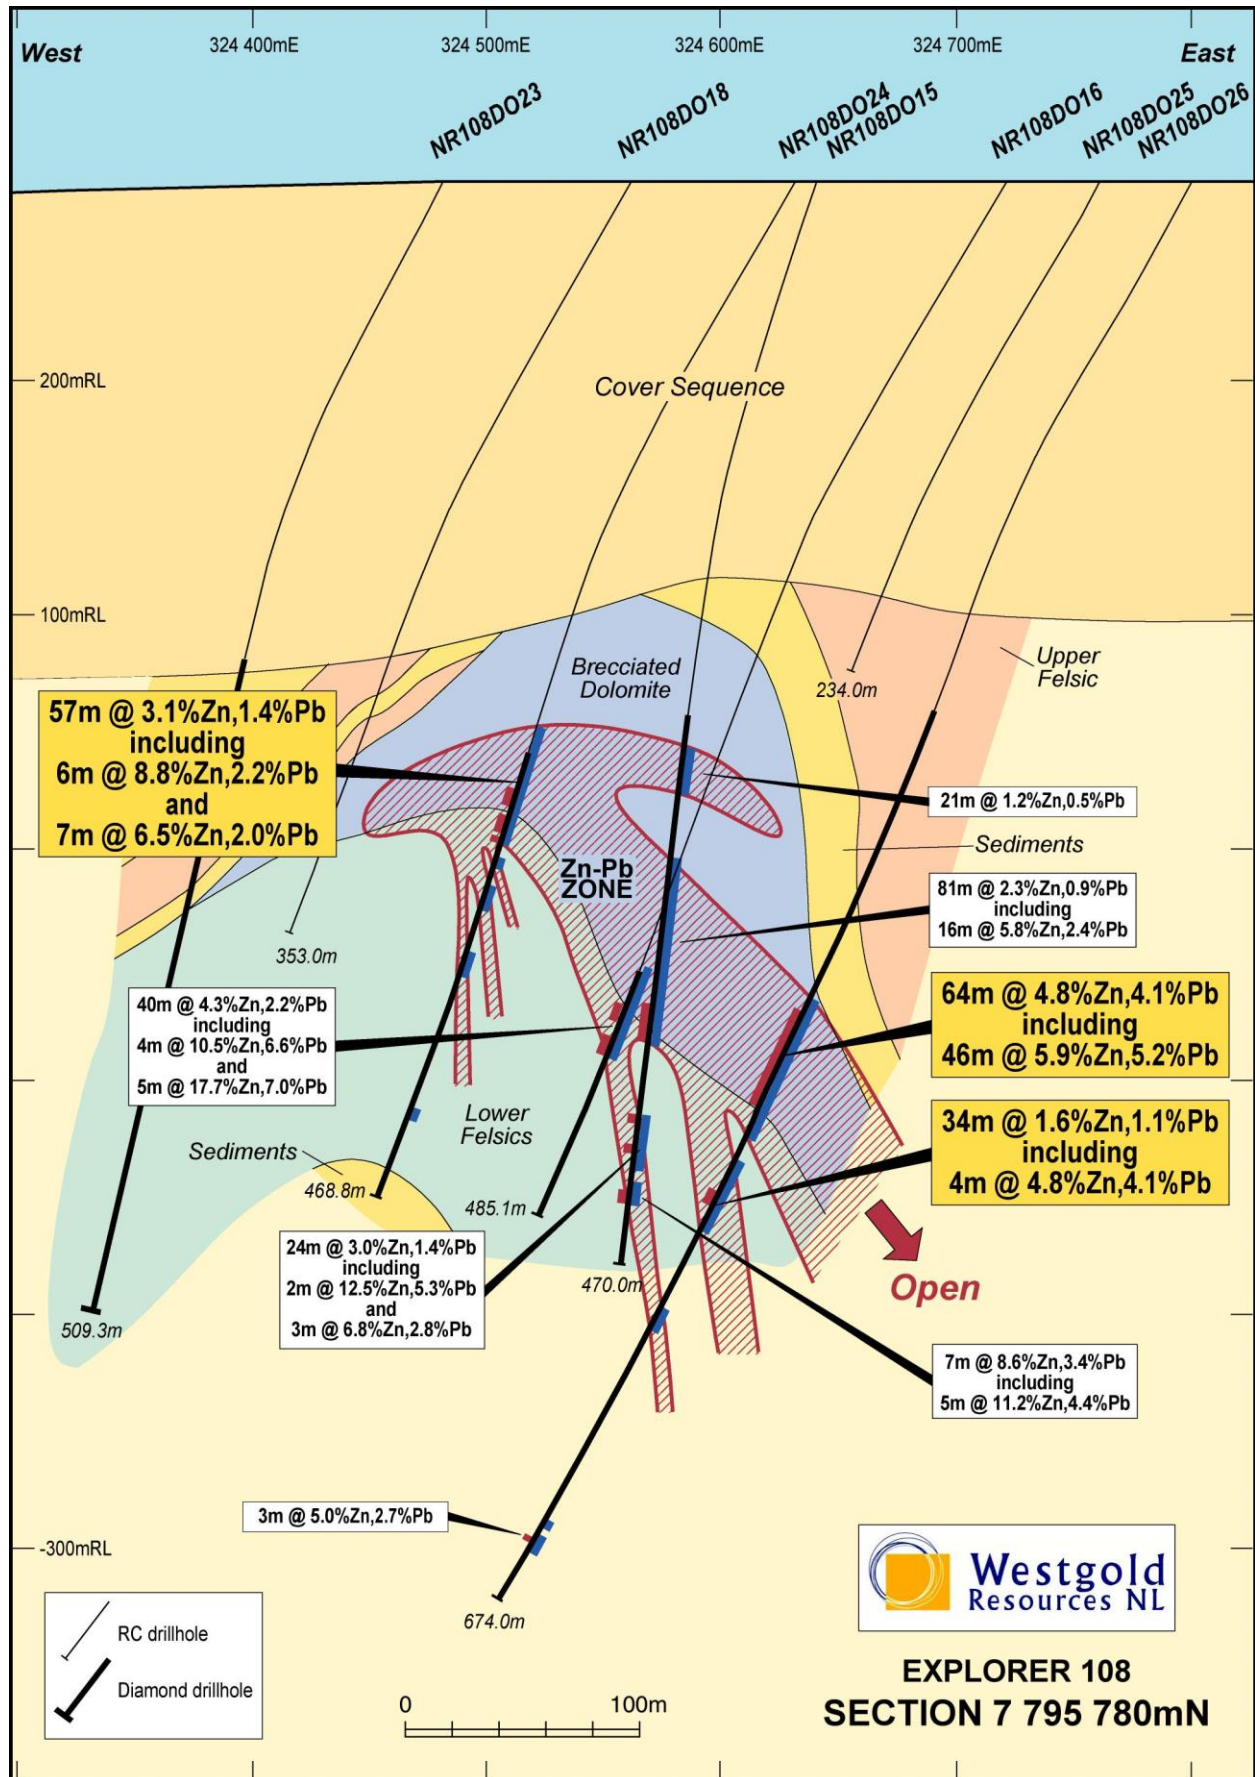 324 400mE
324 500mE
324 600mE
324 700mE
West
East
NR108DO23
NR108DO18
NR108DO24
NR108DO15
NR108DO16
NR108DO25
NR108DO26
200mRL
Cover Sequence
100mRL
Brecciated
Dolomite
Upper
Felsic
234.0m
57m @ 3.1%Zn,1.4%Pb
including
6m @ 8.8%Zn,2.2%Pb
and
7m @ 6.5%Zn,2.0%Pb
21m @ 1.2%Zn,0.5%Pb
Sediments
Zn-Pb
ZONE
81m @ 2.3%Zn,0.9%Pb
including
16m @ 5.8%Zn,2.4%Pb
353.0m
40m @ 4.3%Zn,2.2%Pb
including
4m @ 10.5%Zn,6.6%Pb
and
5m @ 17.7%Zn,7.0%Pb
64m @ 4.8%Zn,4.1%Pb
including
46m @ 5.9%Zn,5.2%Pb
Lower
Felsics
34m @ 1.6%Zn,1.1%Pb
including
4m @ 4.8%Zn,4.1%Pb
Sediments
468.8m
485.1m
24m @ 3.0%Zn,1.4%Pb
including
2m @ 12.5%Zn,5.3%Pb
and
3m @ 6.8%Zn,2.8%Pb
470.0m
Open
509.3m
7m @ 8.6%Zn,3.4%Pb
including
5m @ 11.2%Zn,4.4%Pb
3m @ 5.0%Zn,2.7%Pb
-300mRL
674.0m
Westgold
Resources NL
RC drillhole
Diamond drillhole
0
100m
EXPLORER 108
SECTION 7 795 780mN